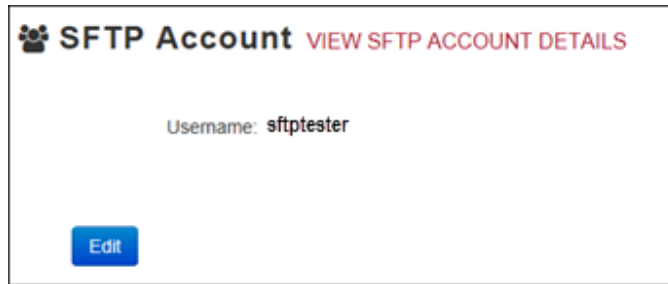 SFTP Account VIEW SFTP ACCOUNT DETAILS
Username: sftptester
Edit